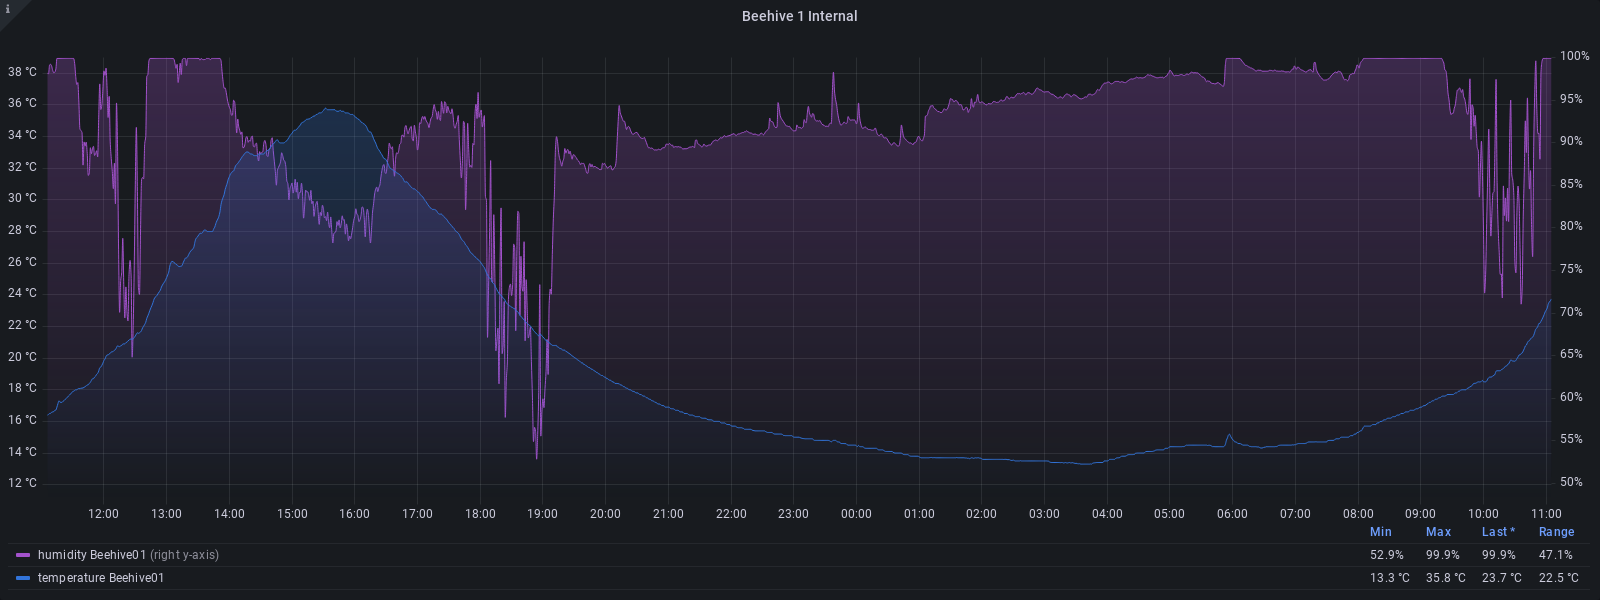 i
Beehive 1 Internal
38 °C
36 °C
34 °C
32 °C
30 °C
28 °C
26 °C
24 °C
22 °C
20 °C
18 °C
16 °C
14 °C
12 °C
100%
95%
90%
85%
80%
75%
70%
65%
60%
55%
50%
12:00 13:00 14:00 15:00 16:00 17:00 18:00 19:00 20:00 21:00 22:00 23:00 00:00 01:00 02:00 03:00 04:00 05:00 06:00 07:00 08:00 09:00 10:00 11:00
Min Max Last * Range
humidity Beehive01 (right y-axis) 52.9% 99.9% 99.9% 47.1%
temperature Beehive01 13.3 °C 35.8 °C 23.7 °C 22.5 °C